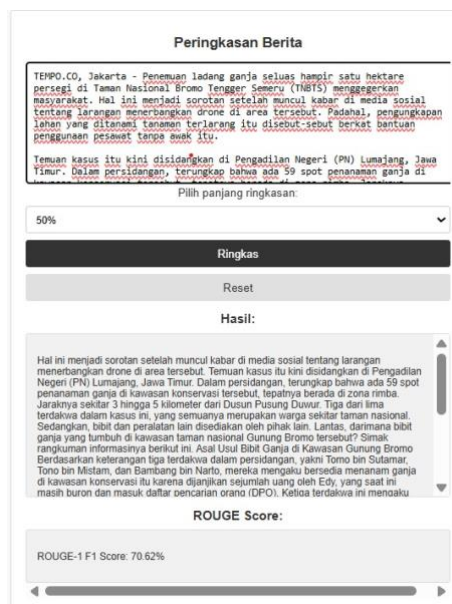 Peringkasan Berita
TEMPO.CO, Jakarta - Penemuan ladang ganja seluas hampir satu hektare
persegi di Taman Nasional Bromo Tengger Semeru (TNBTS) menggegerkan
masyarakat. Hal ini menjadi sorotan setelah muncul kabar di media sosial
tentang larangan menerbangkan drone di area tersebut. Padahal, pengungkapan
lahan yang ditanami tanaman terlarang itu disebut-sebut berkat bantuan
penggunaan pesawat tanpa awak itu.
Temuan kasus itu kini disidangkan di Pengadilan Negeri (PN) Lumajang, Jawa
Timur. Dalam persidangan, terungkap bahwa ada 59 spot penanaman ganja di
Pilih panjang ringkasan:
50%
Ringkas
Reset
Hasil:
Hal ini menjadi sorotan setelah muncul kabar di media sosial tentang larangan
menerbangkan drone di area tersebut. Temuan kasus itu kini disidangkan di Pengadilan
Negeri (PN) Lumajang, Jawa Timur. Dalam persidangan, terungkap bahwa ada 59 spot
penanaman ganja di kawasan konservasi tersebut, tepatnya berada di zona rimba.
Jaraknya sekitar 3 hingga 5 kilometer dari Dusun Pusung Duwur. Tiga dari lima
terdakwa dalam kasus ini, yang semuanya merupakan warga sekitar taman nasional.
Sedangkan, bibit dan peralatan lain disediakan oleh pihak lain. Lantas, darimana bibit
ganja yang tumbuh di kawasan taman nasional Gunung Bromo tersebut? Simak
rangkuman informasinya berikut ini. Asal Usul Bibit Ganja di Kawasan Gunung Bromo
Berdasarkan keterangan tiga terdakwa dalam persidangan, yakni Tomo bin Sutamar,
Tono bin Mistam, dan Bambang bin Narto, mereka mengaku bersedia menanam ganja
di kawasan konservasi itu karena dijanjikan sejumlah uang oleh Edy, yang saat ini
masih buron dan masuk daftar pencarian orang (DPO). Ketiga terdakwa ini mengaku
ROUGE Score:
ROUGE-1 F1 Score: 70.62%